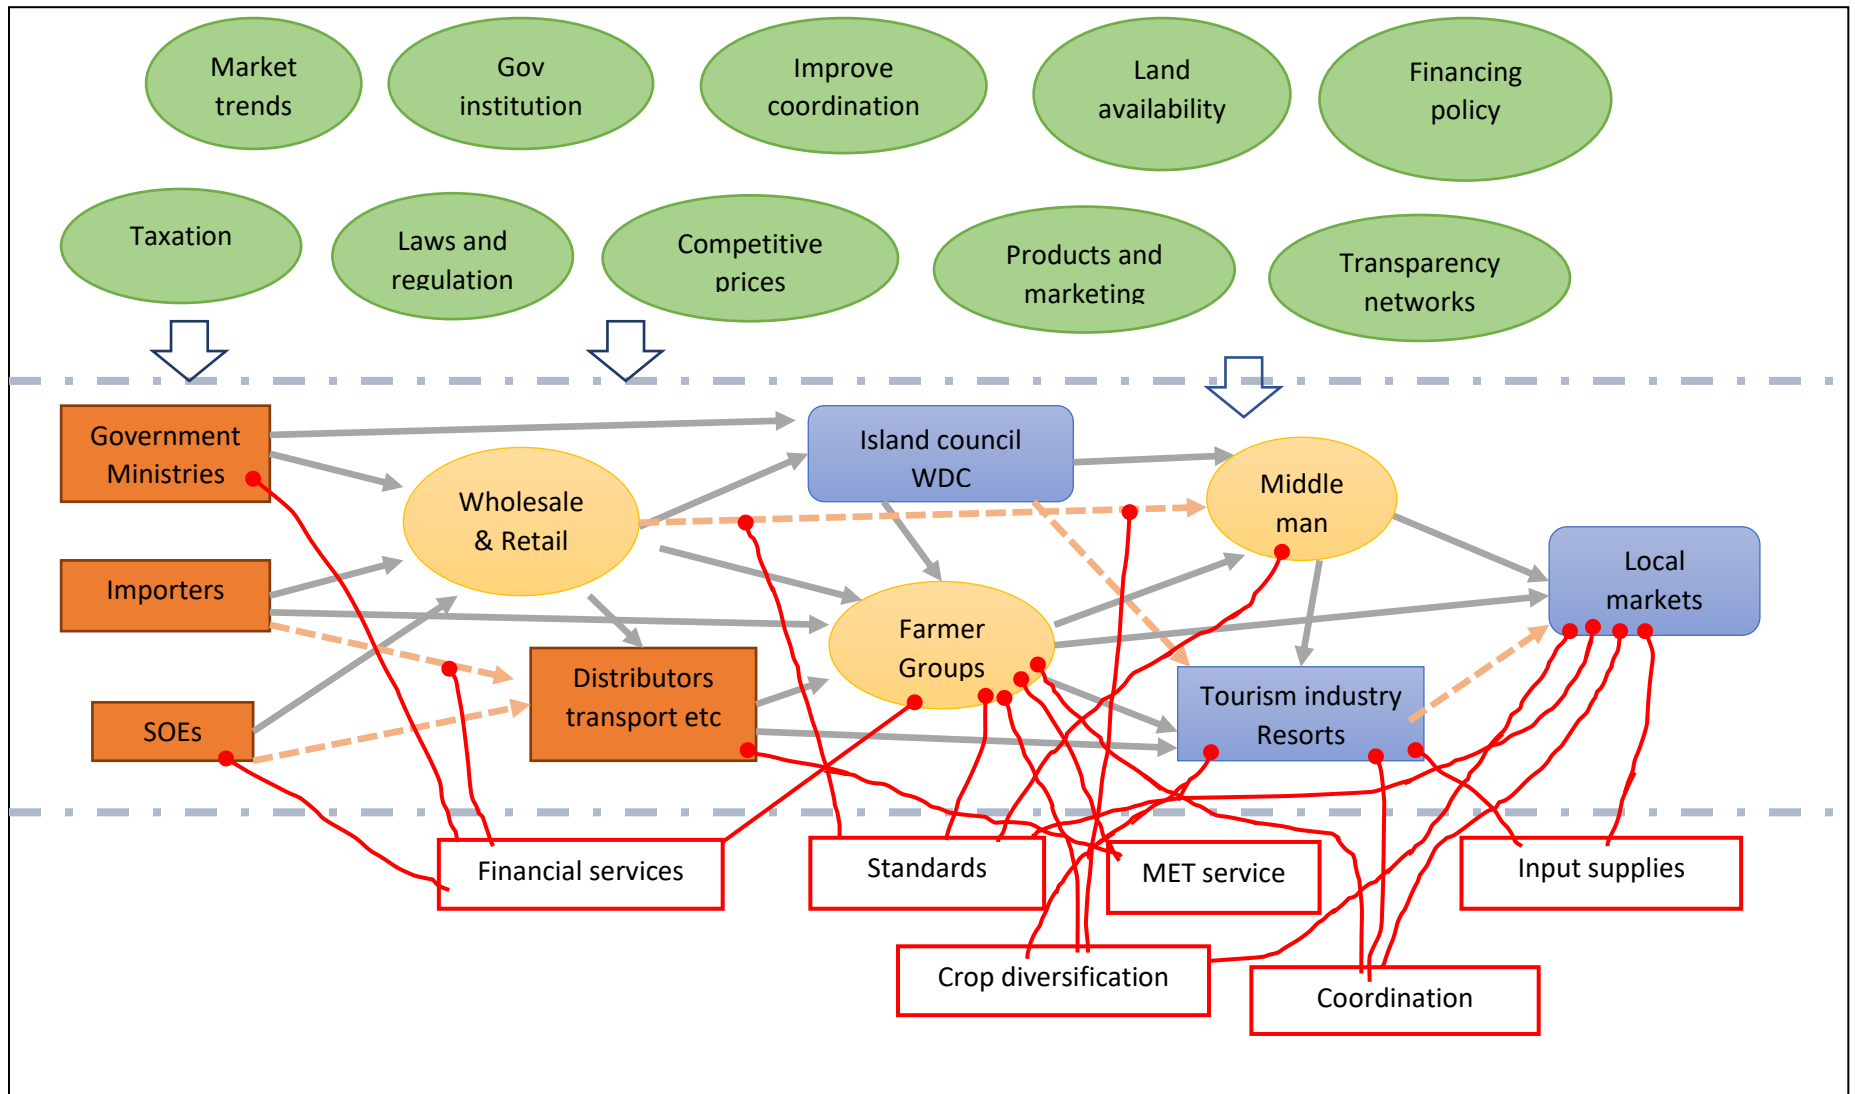 Market
trends
Gov
institution
Improve
coordination
Land
availability
Financing
policy
Taxation
Laws and
regulation
Competitive
prices
Products and
marketing
Transparency
networks
Government
Ministries
Island council
WDC
Middle
man
Wholesale
& Retail
Local
markets
Importers
Farmer
Groups
Distributors
transport etc
Tourism industry
Resorts
SOEs
Financial services
Standards
MET service
Input supplies
Crop diversification
Coordination